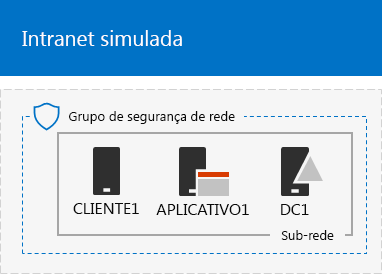 Intranet simulada
Grupo de segurança de rede
CLIENTE1 APLICATIVO1 DC1
Sub-rede